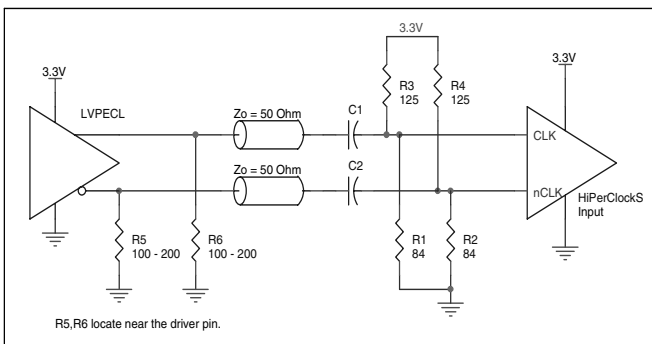 3.3V
3.3V
3.3V
LVPECL
R3
125
R4
125
Zo = 50 Ohm
C1
CLK
Zo = 50 Ohm
C2
nCLK
HiPerClockS
Input
R5
100 - 200
R6
100 - 200
R1
84
R2
84
R5,R6 locate near the driver pin.